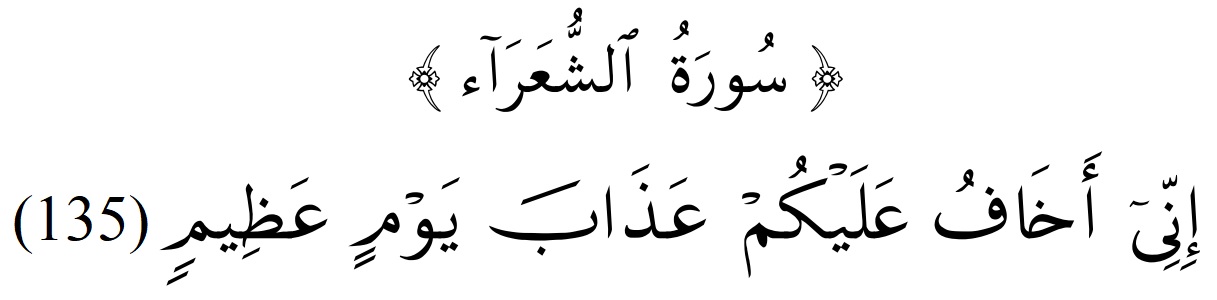 ﴿ سُورَةُ ٱلشُّعَرَآء ﴾
إِنِّىٓ أَخَافُ عَلَيْكُمْ عَذَابَ يَوْمٍ عَظِيمٍ (135)